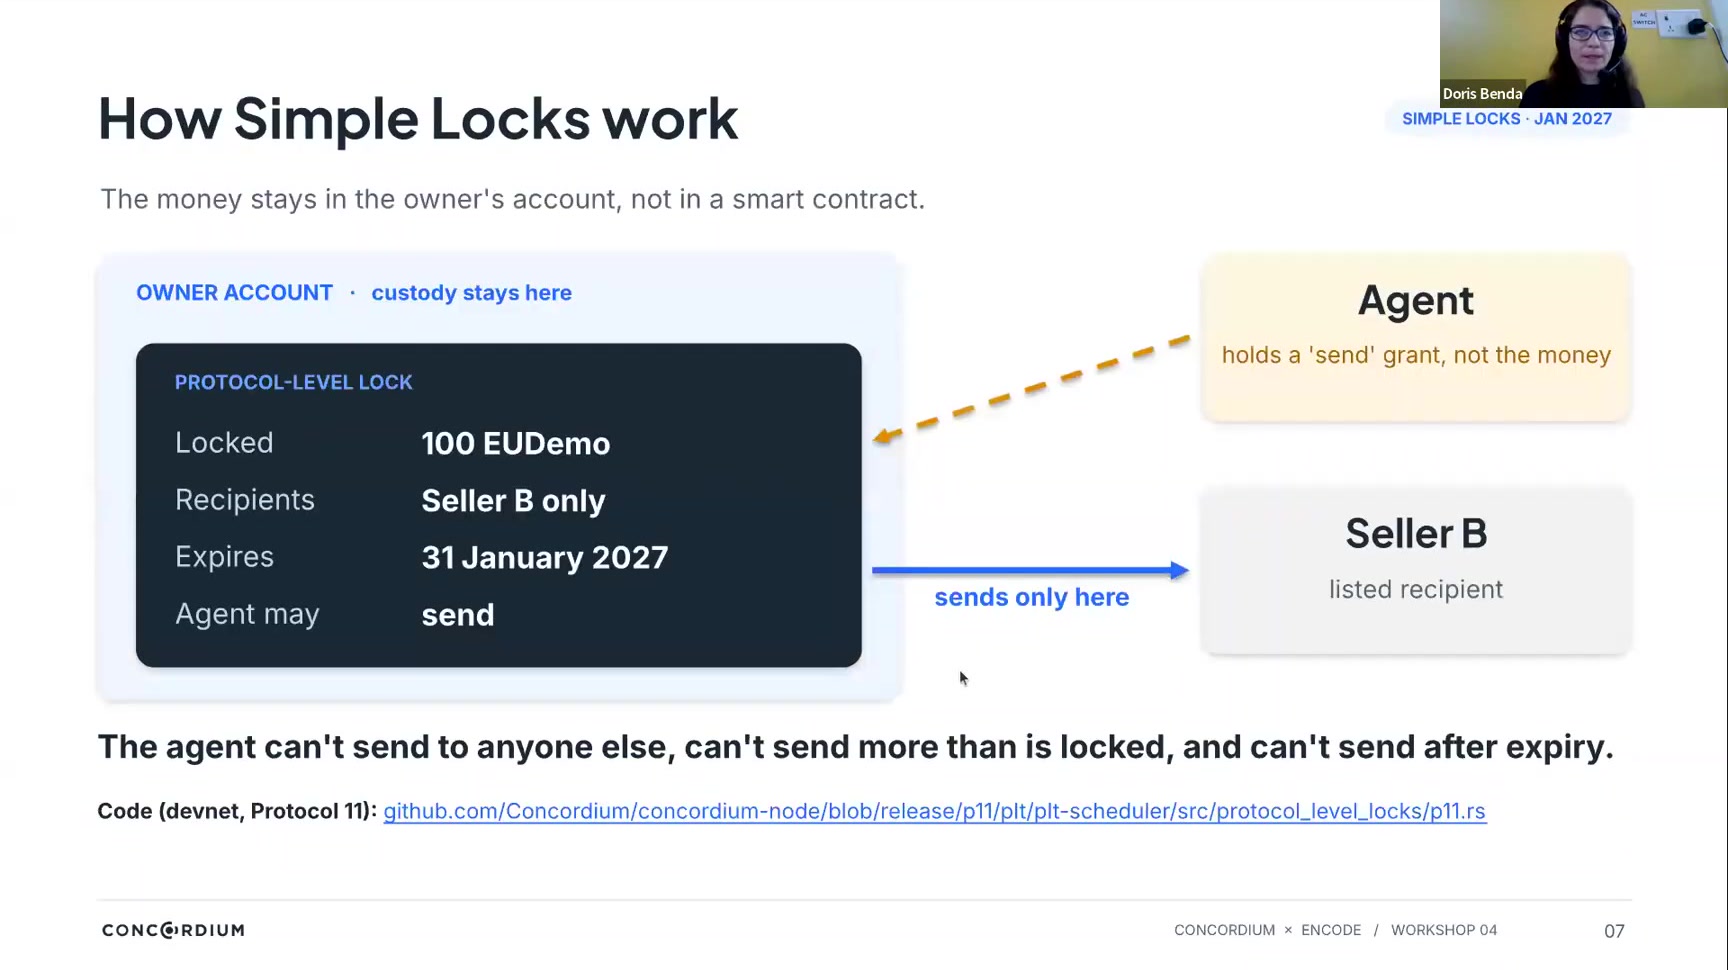 How Simple Locks work
AC SWITCH
Doris Benda
SIMPLE LOCKS · JAN 2027
The money stays in the owner's account, not in a smart contract.
OWNER ACCOUNT · custody stays here
PROTOCOL-LEVEL LOCK
Locked 100 EUDemo
Recipients Seller B only
Expires 31 January 2027
Agent may send
Agent
holds a 'send' grant, not the money
sends only here
Seller B
listed recipient
The agent can't send to anyone else, can't send more than is locked, and can't send after expiry.
Code (devnet, Protocol 11): github.com/Concordium/concordium-node/blob/release/p11/plt/plt-scheduler/src/protocol_level_locks/p11.rs
CONCORDIUM
CONCORDIUM × ENCODE / WORKSHOP 04
07